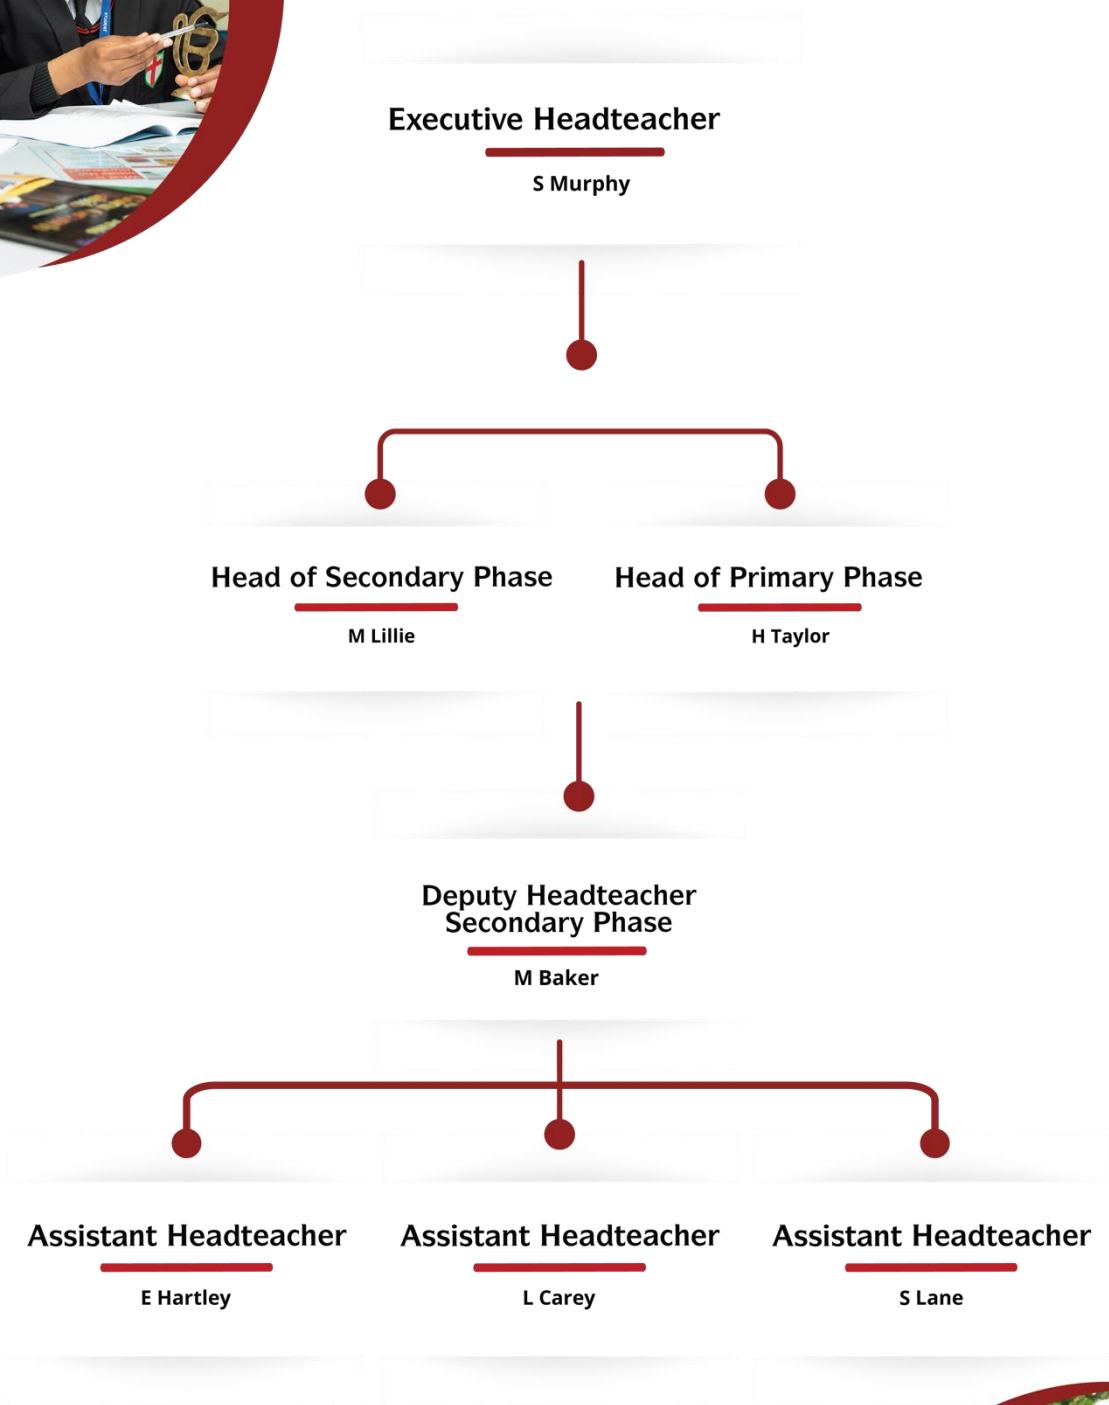 Executive Headteacher
S Murphy
Head of Secondary Phase
M Lillie
Head of Primary Phase
H Taylor
Deputy Headteacher
Secondary Phase
M Baker
Assistant Headteacher
E Hartley
Assistant Headteacher
L Carey
Assistant Headteacher
S Lane